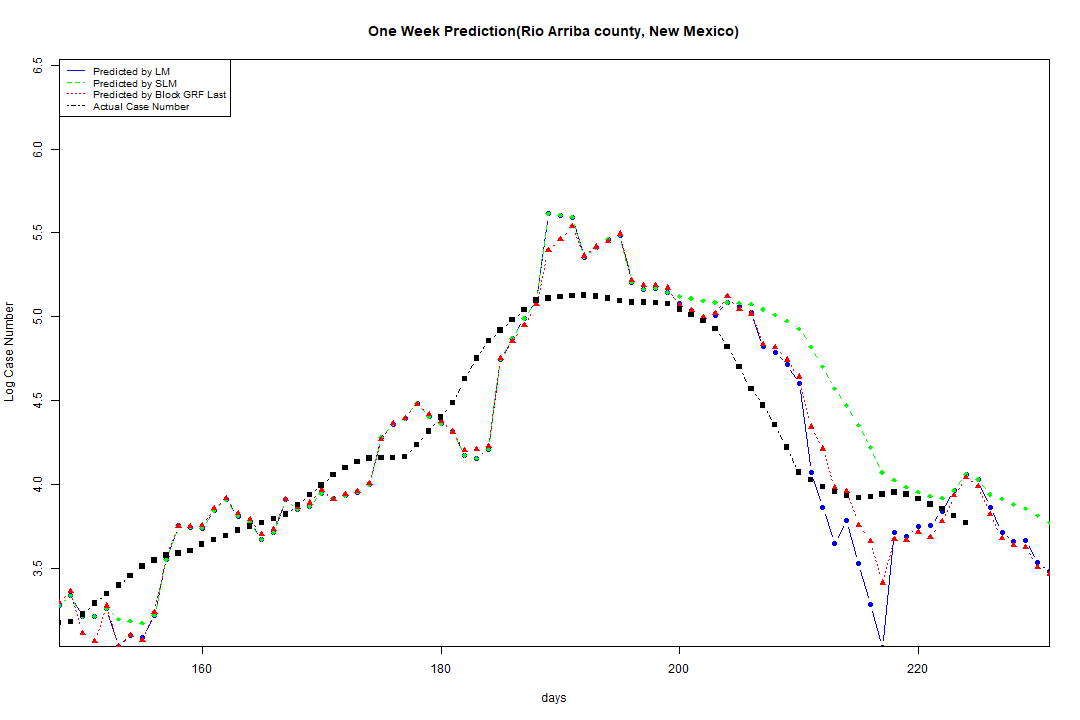 One Week Prediction(Rio Arriba county, New Mexico)
Predicted by LM
Predicted by SLM
Predicted by Block GRF Last
Actual Case Number
6.5
6.0
5.5
5.0
4.5
4.0
3.5
Log Case Number
160
180
200
220
days